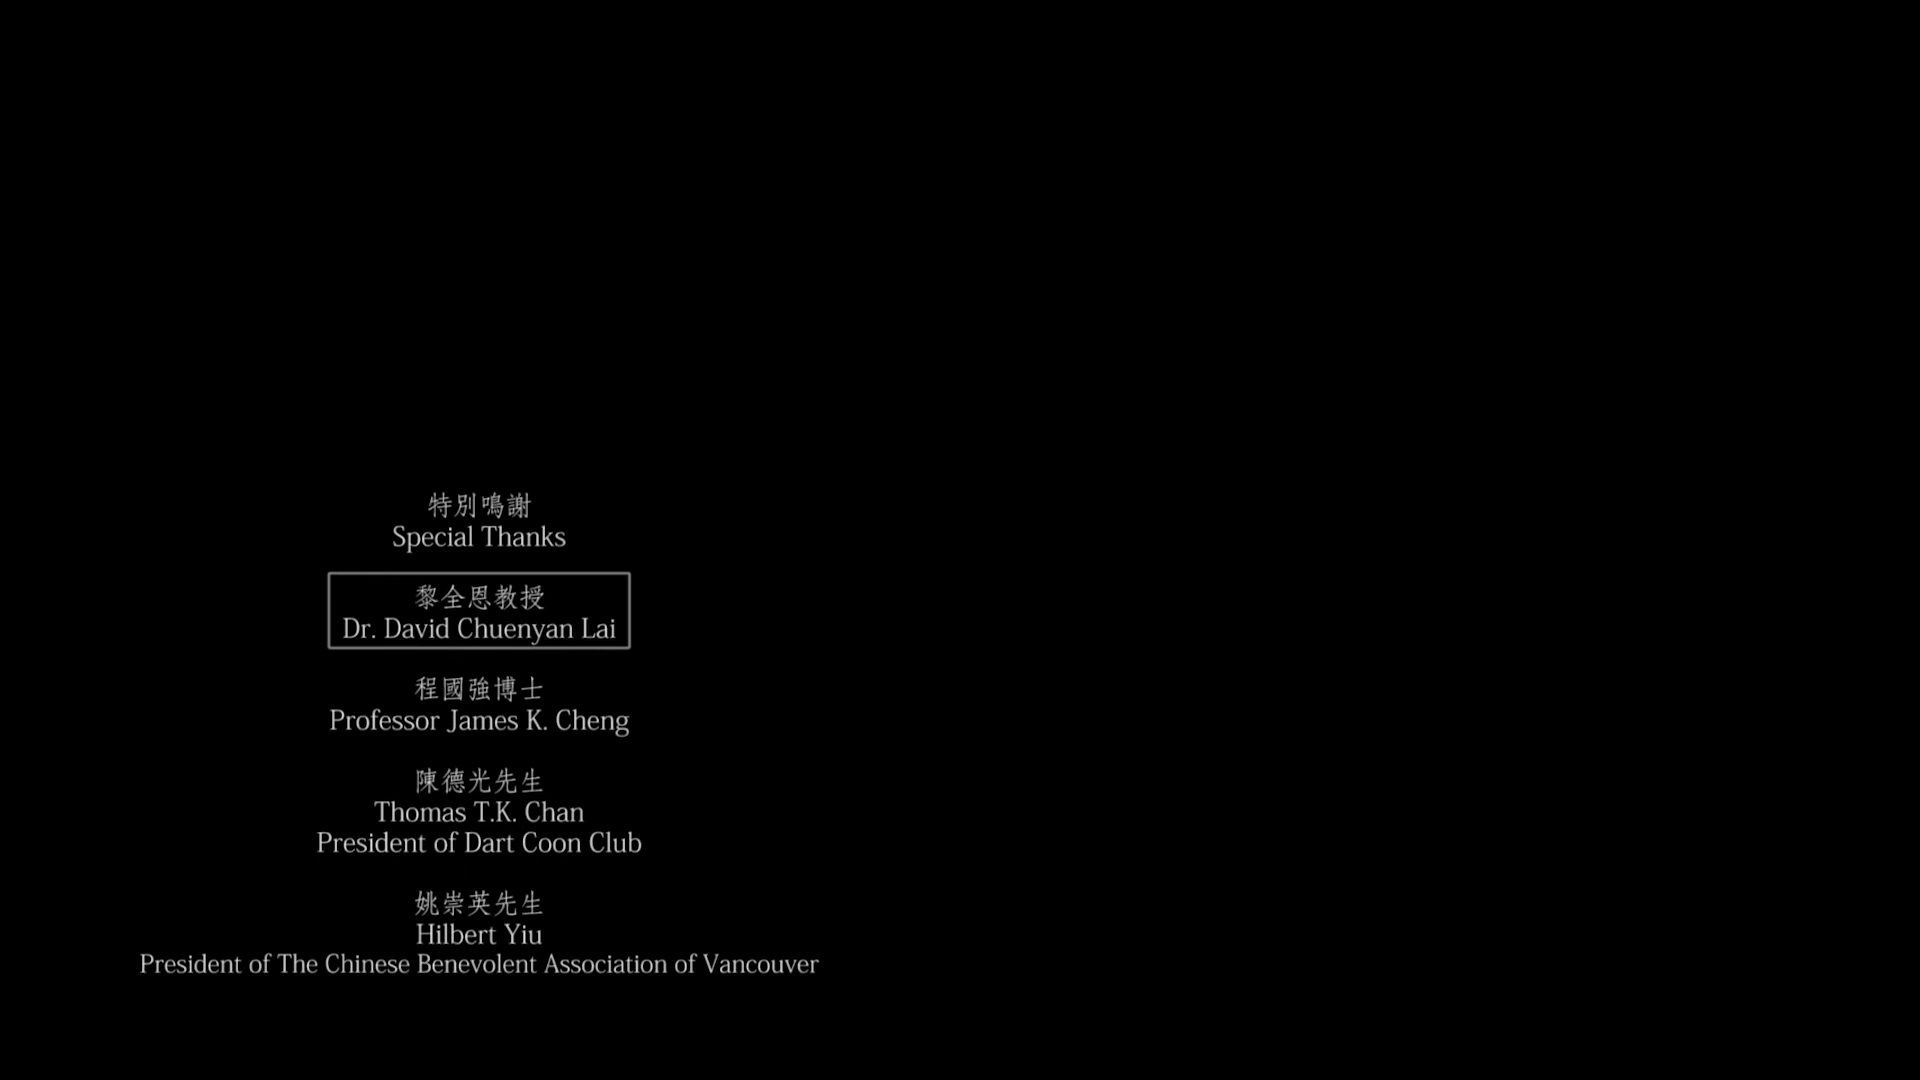 特別鳴謝
Special Thanks
黎全恩教授
Dr. David Chuenyan Lai
程國強博士
Professor James K. Cheng
陳德光先生
Thomas T.K. Chan
President of Dart Coon Club
姚崇英先生
Hilbert Yiu
President of The Chinese Benevolent Association of Vancouver